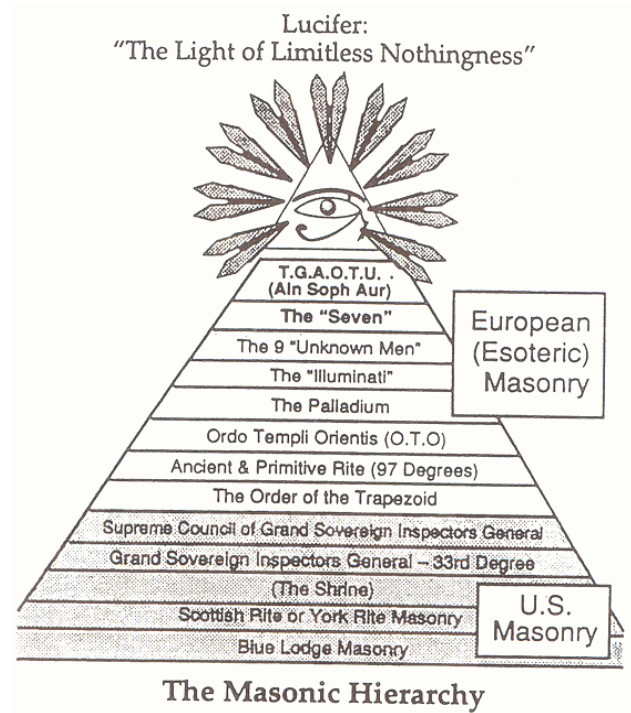 Lucifer:
"The Light of Limitless Nothingness"
T.G.A.O.T.U. .
(Ain Soph Aur)
The "Seven"
The 9 "Unknown Men"
The "Illuminati"
The Palladium
Ordo Templi Orientis (O.T.O)
Ancient & Primitive Rite (97 Degrees)
The Order of the Trapezoid
Supreme Council of Grand Sovereign Inspectors General
Grand Sovereign Inspectors General – 33rd Degree
(The Shrine)
Scottish Rite or York Rite Masonry
Blue Lodge Masonry
European
(Esoteric)
Masonry
U.S.
Masonry
The Masonic Hierarchy